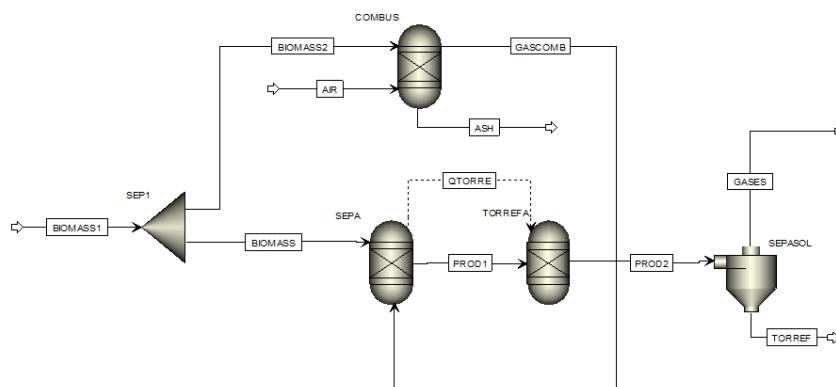 COMBUS
BIOMASS2
GASCOMB
AIR
ASH
SEP1
QTORRE
GASES
SEPA
TORREFA
SEPASOL
BIOMASS1
BIOMASS
PROD1
PROD2
TORREF